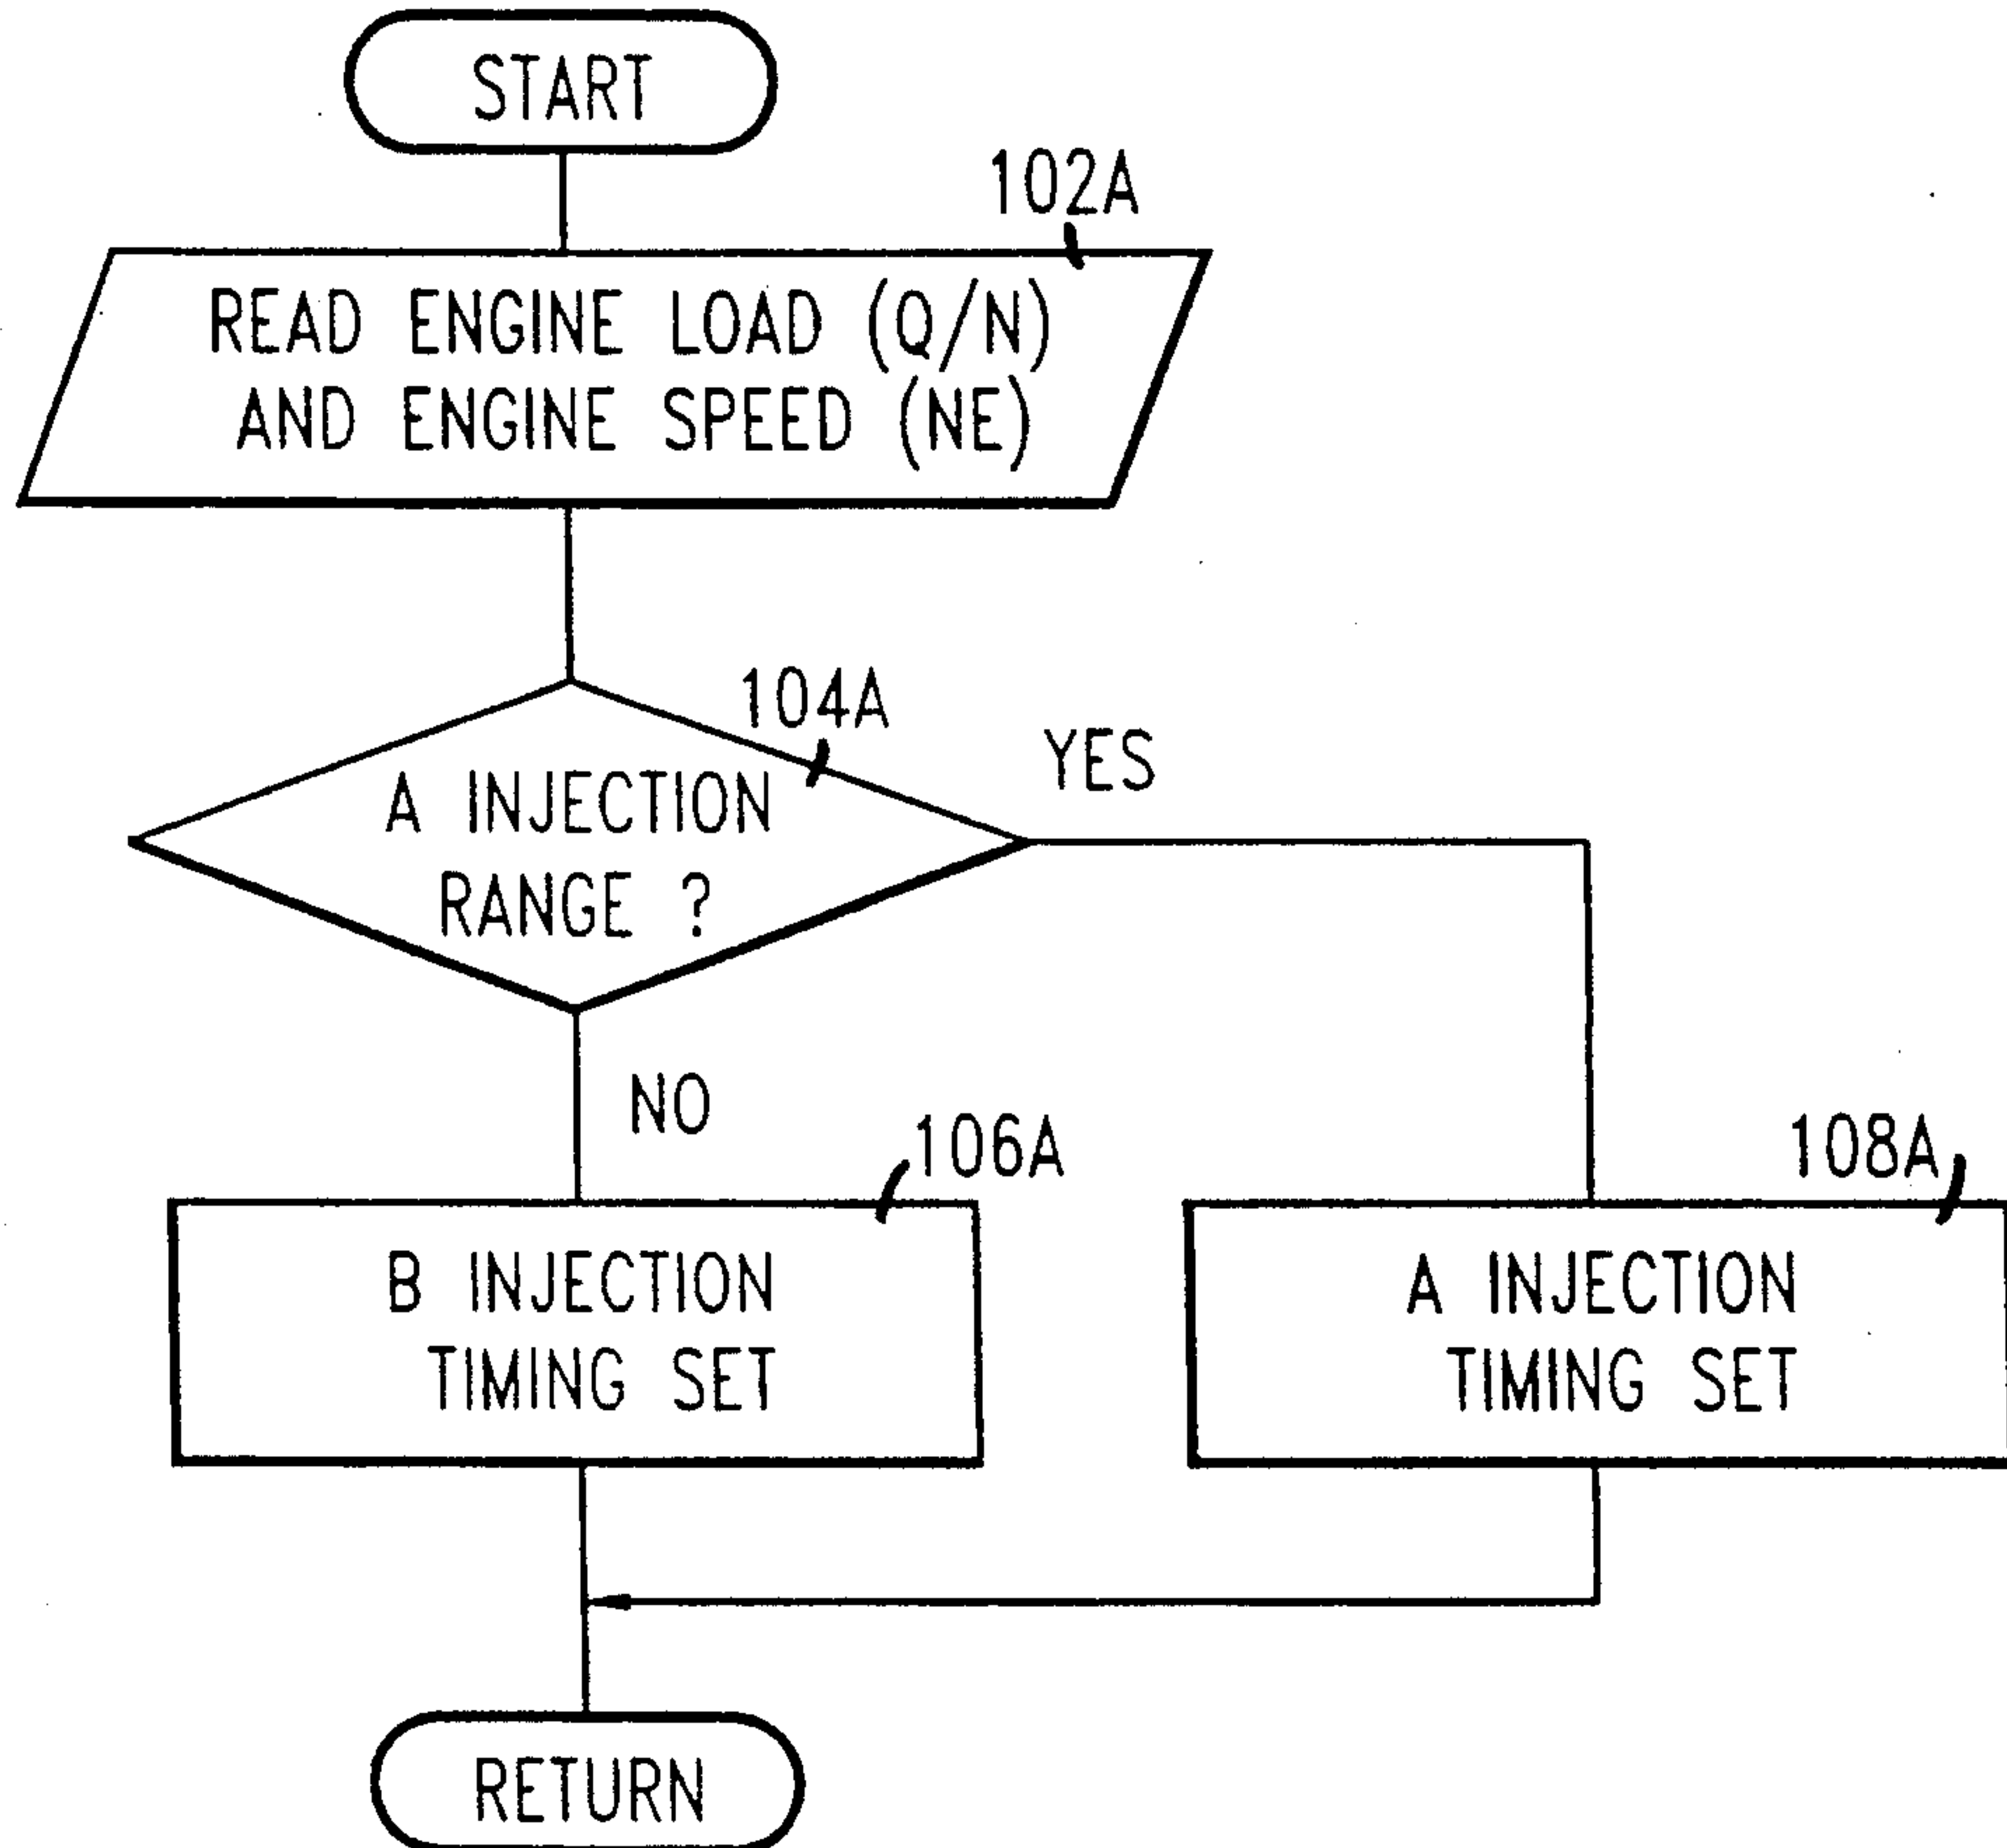 START
102A
READ ENGINE LOAD (Q/N)
AND ENGINE SPEED (NE)
104A
YES
A INJECTION
RANGE ?
NO
106A
108A
B INJECTION
TIMING SET
A INJECTION
TIMING SET
RETURN